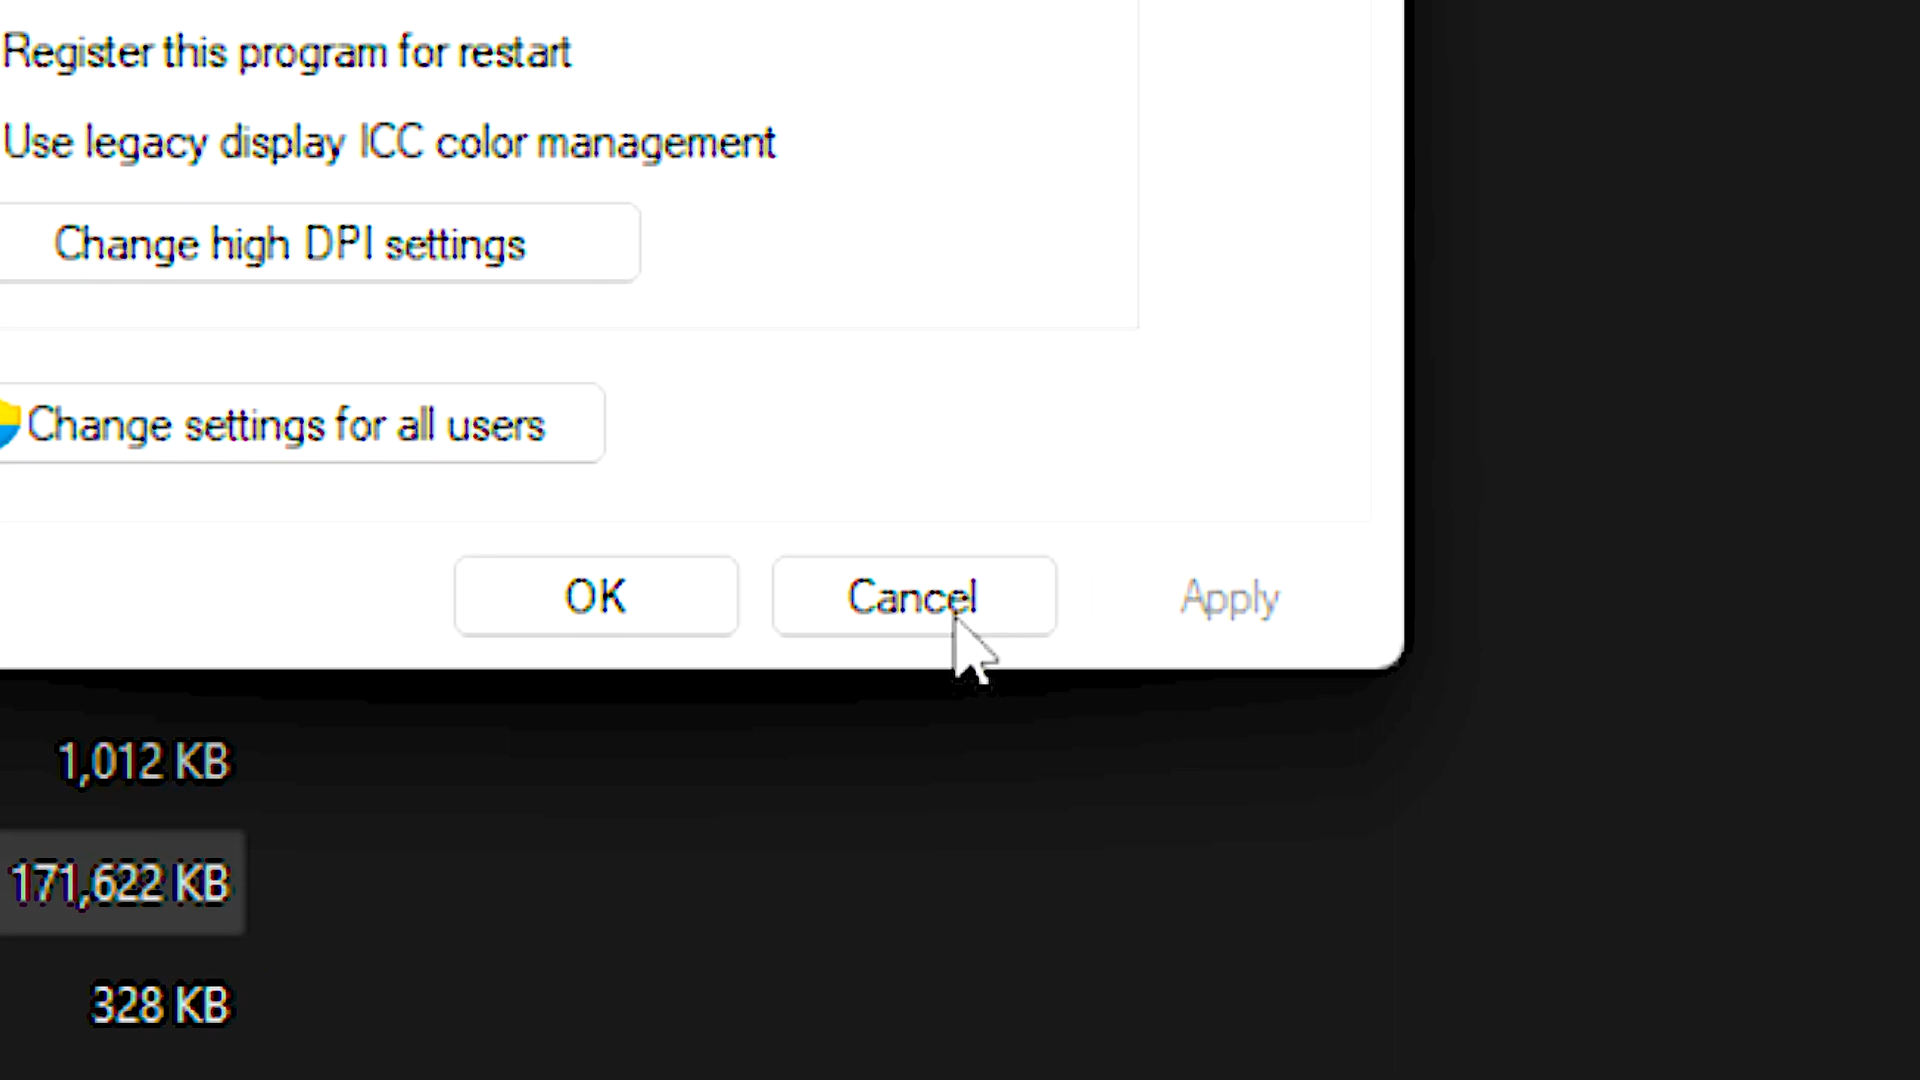 Register this program for restart
Use legacy display ICC color management
Change high DPI settings
Change settings for all users
OK Cancel Apply
1,012 KB
171,622 KB
328 KB